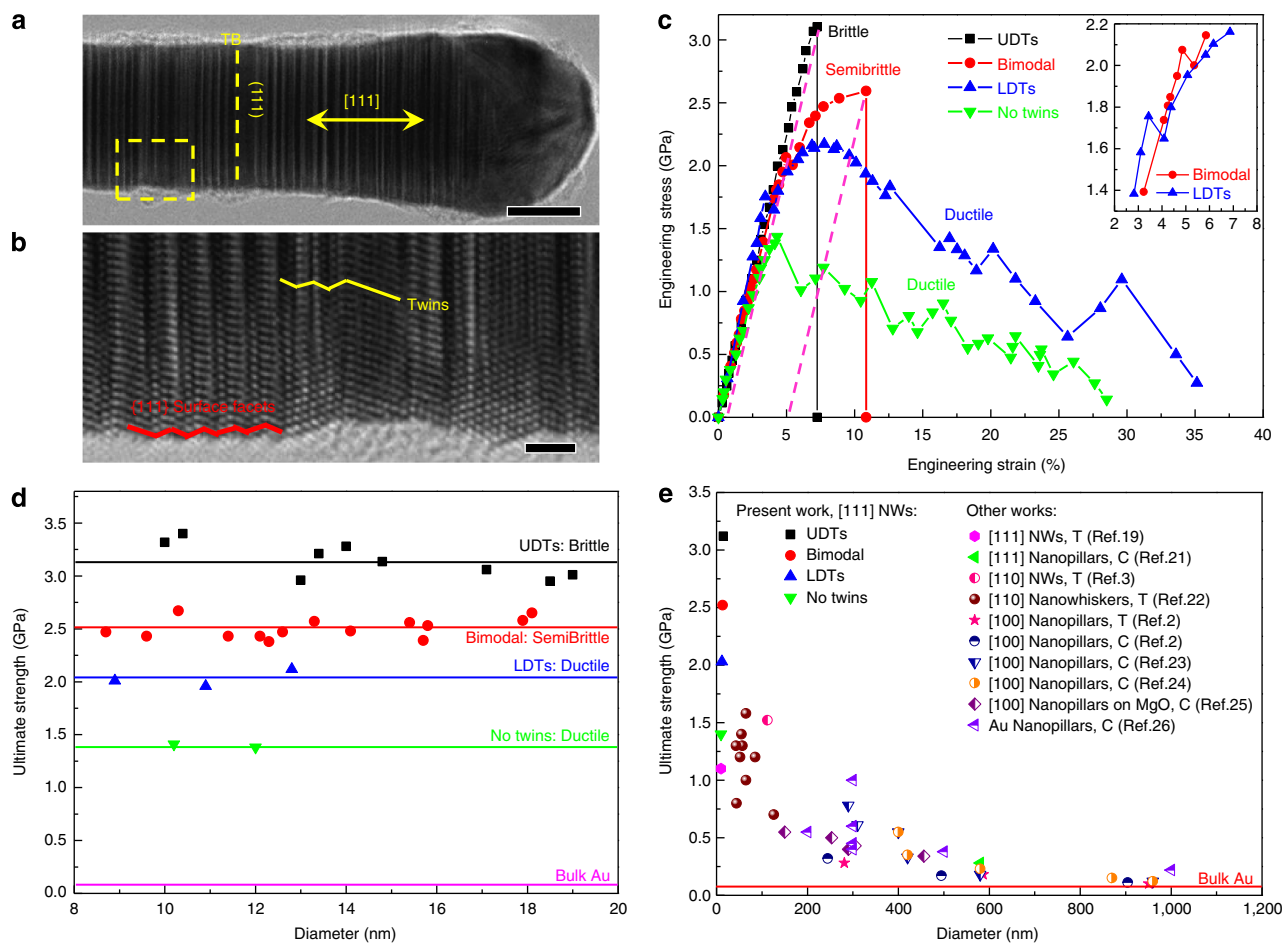 a
TB
(111)
[111]
b
Twins
{111} Surface facets
c
Engineering stress (GPa)
3.0
2.5
2.0
1.5
1.0
0.5
0.0
0 5 10 15 20 25 30 35 40
Engineering strain (%)
Brittle
Semibrittle
Ductile
Ductile
UDTs
Bimodal
LDTs
No twins
2.2
2.0
1.8
1.6
1.4
2 3 4 5 6 7 8
Bimodal
LDTs
d
Ultimate strength (GPa)
3.5
3.0
2.5
2.0
1.5
1.0
0.5
0.0
8 10 12 14 16 18 20
Diameter (nm)
UDTs: Brittle
Bimodal: SemiBrittle
LDTs: Ductile
No twins: Ductile
Bulk Au
e
Ultimate strength (GPa)
3.5
3.0
2.5
2.0
1.5
1.0
0.5
0.0
0 200 400 600 800 1,000 1,200
Diameter (nm)
Present work, [111] NWs:
UDTs
Bimodal
LDTs
No twins
Other works:
[111] NWs, T (Ref.19)
[111] Nanopillars, C (Ref.21)
[110] NWs, T (Ref.3)
[110] Nanowhiskers, T (Ref.22)
[100] Nanopillars, T (Ref.2)
[100] Nanopillars, C (Ref.2)
[100] Nanopillars, C (Ref.23)
[100] Nanopillars, C (Ref.24)
[100] Nanopillars on MgO, C (Ref.25)
Au Nanopillars, C (Ref.26)
Bulk Au